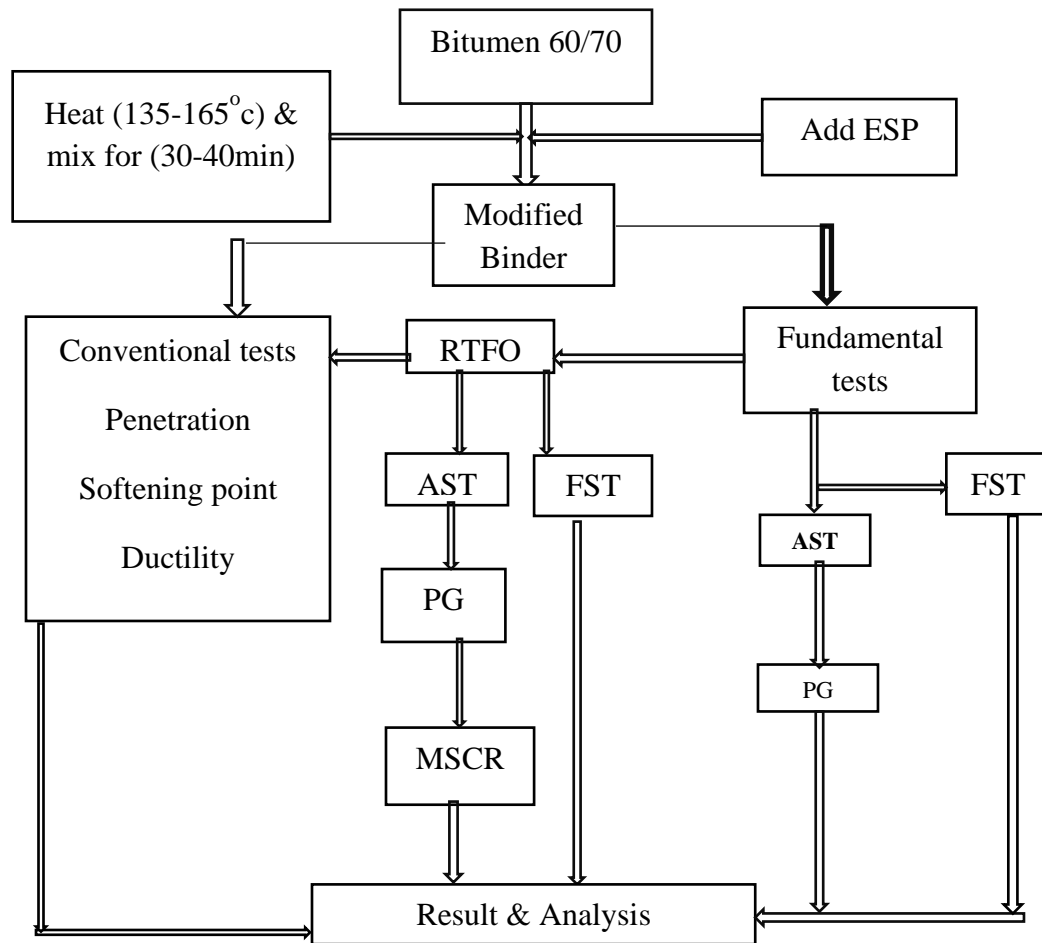 Bitumen 60/70
Heat (135-165°c) &
mix for (30-40min)
Add ESP
Modified
Binder
Conventional tests
Penetration
Softening point
Ductility
RTFO
Fundamental
tests
AST
FST
FST
AST
PG
PG
MSCR
Result & Analysis